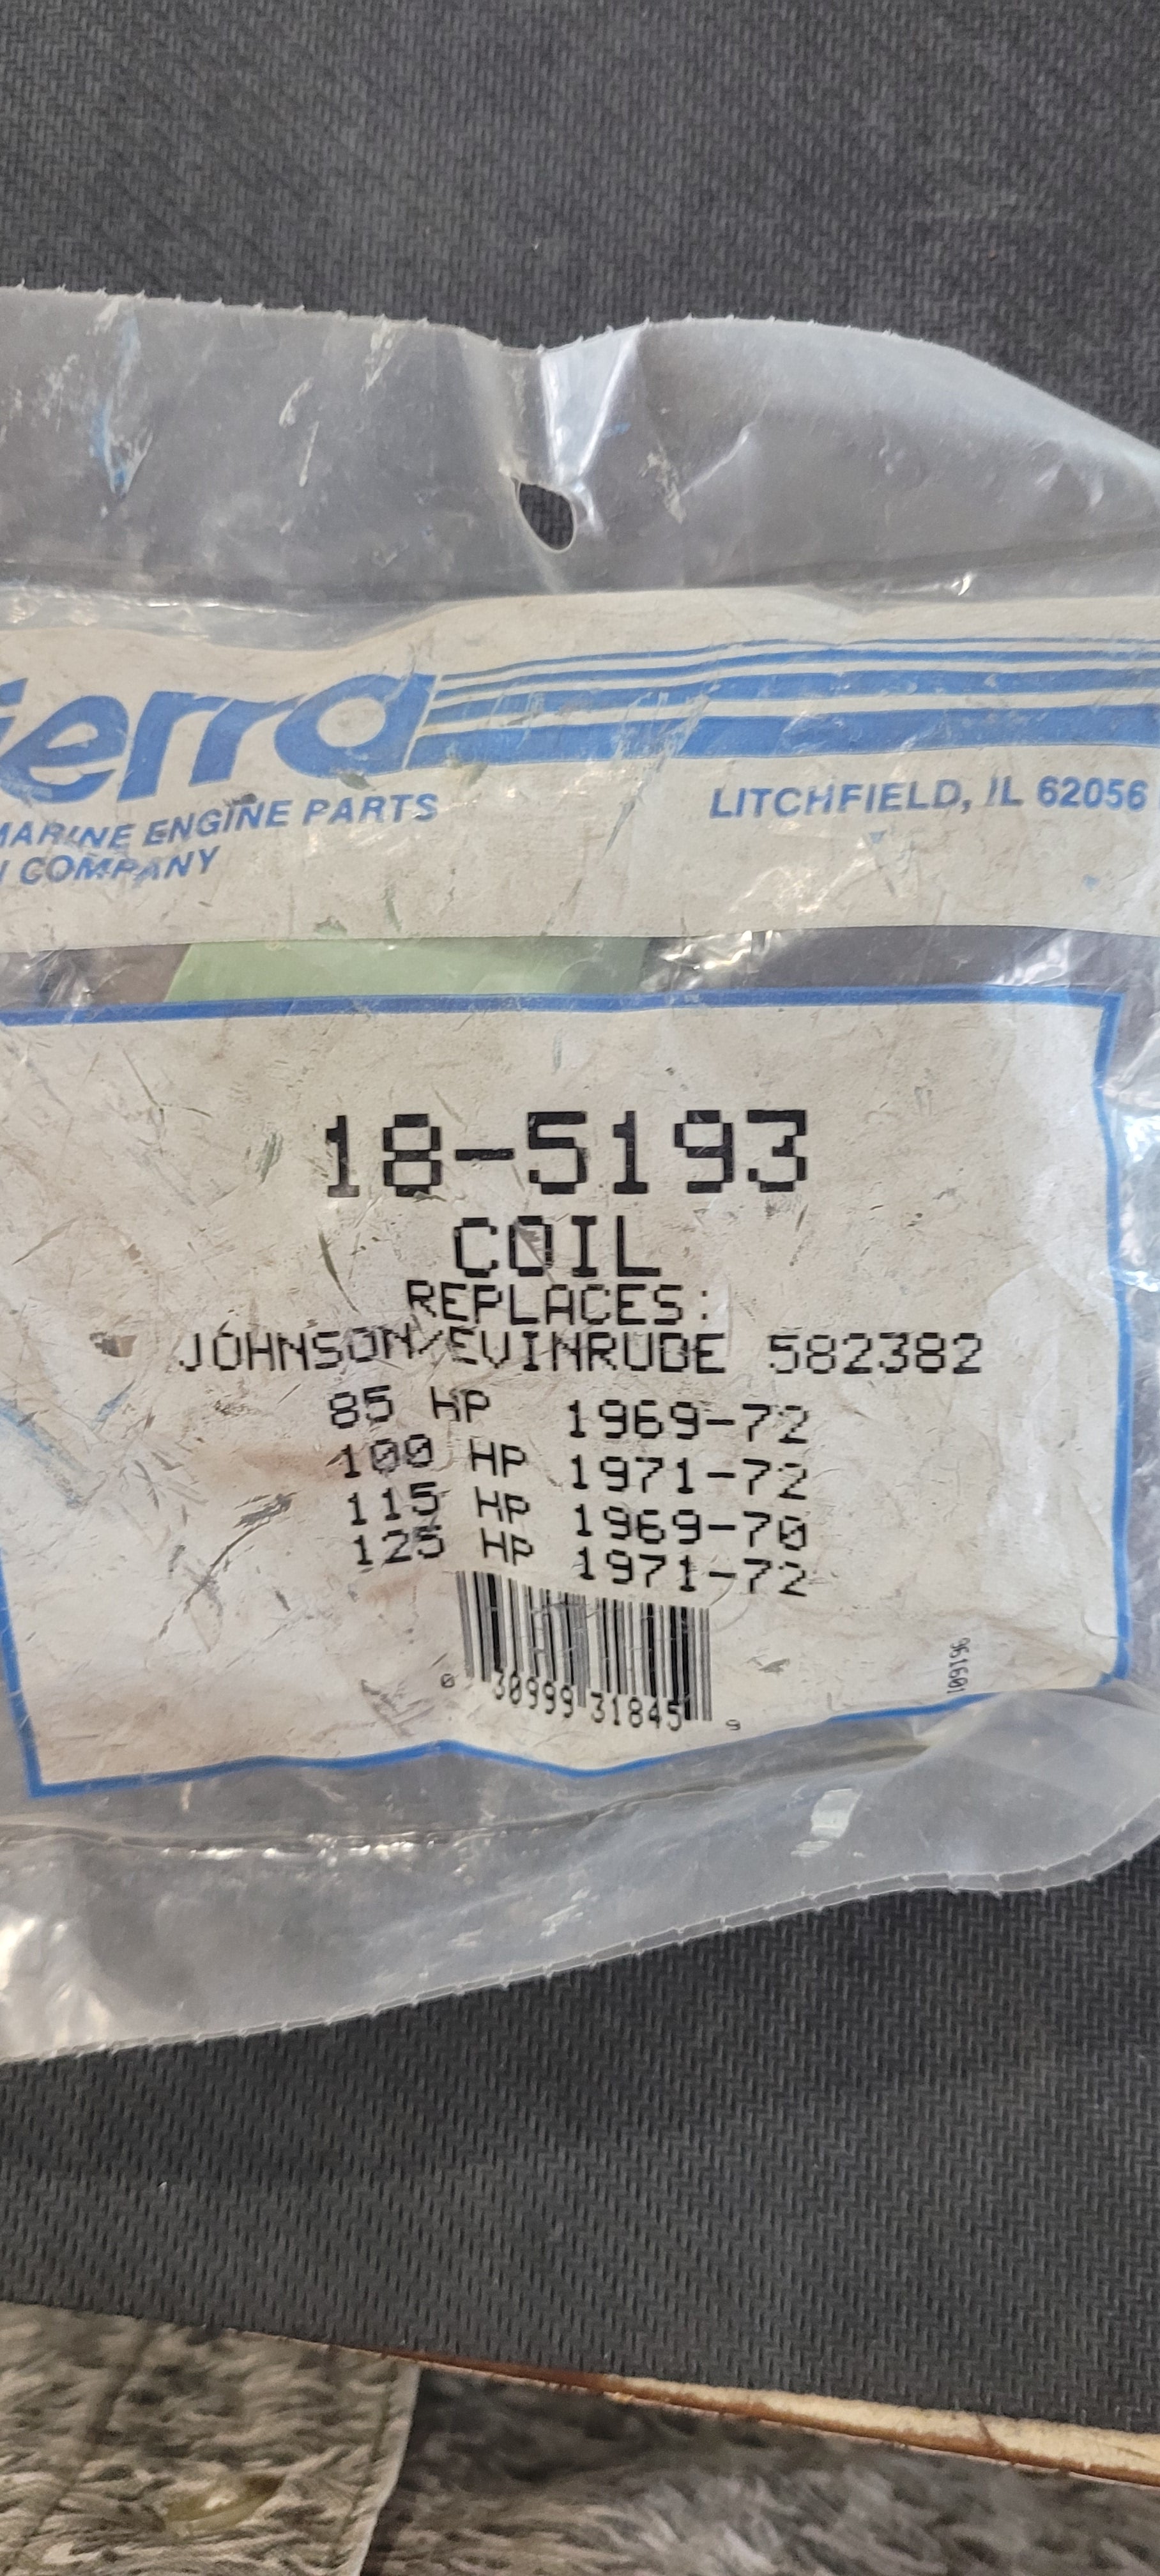 ierra
MARINE ENGINE PARTS
COMPANY
LITCHFIELD, IL 62056
18-5193
COIL
REPLACES:
JOHNSON/EVINRUDE 582382
85 HP 1969-72
100 HP 1971-72
115 HP 1969-70
125 HP 1971-72
0 30999 31845 9